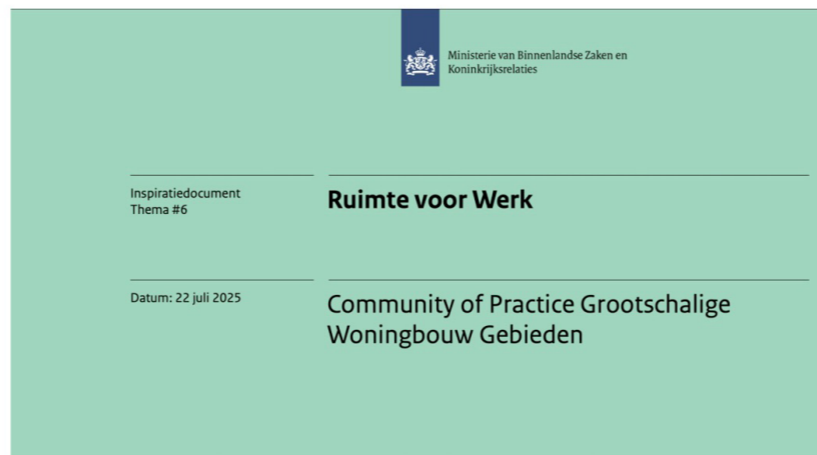 Ministerie van Binnenlandse Zaken en
Koninkrijksrelaties
Inspiratiedocument
Thema #6
Ruimte voor Werk
Datum: 22 juli 2025
Community of Practice Grootschalige
Woningbouw Gebieden